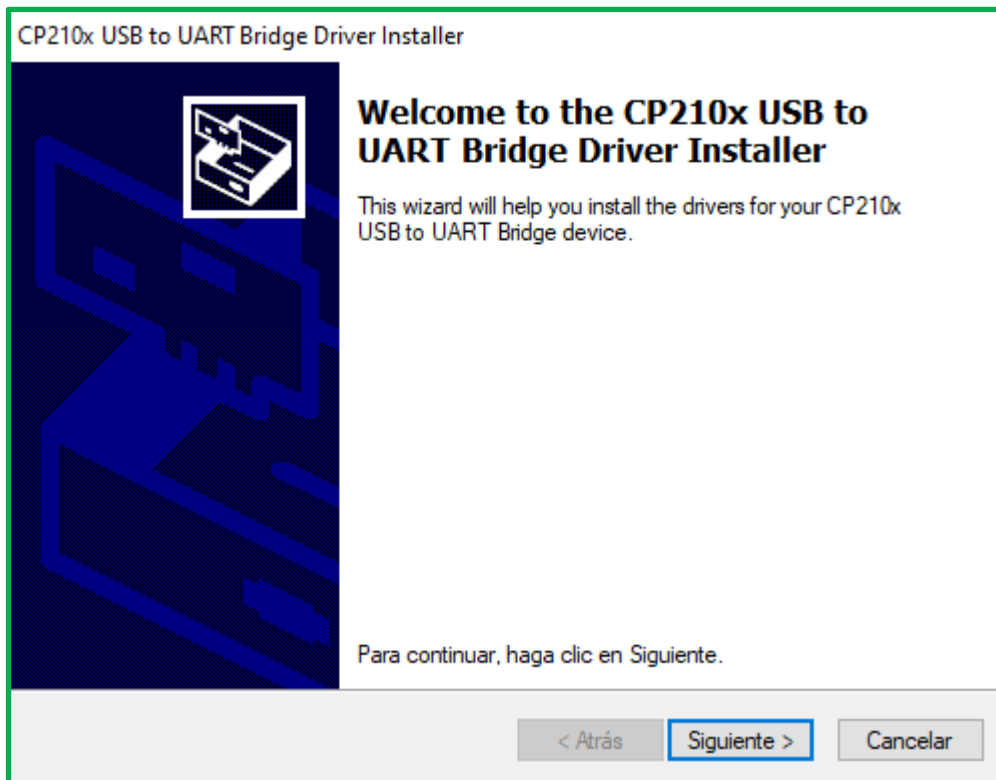 CP210x USB to UART Bridge Driver Installer
Welcome to the CP210x USB to
UART Bridge Driver Installer
This wizard will help you install the drivers for your CP210x
USB to UART Bridge device.
Para continuar, haga clic en Siguiente.
< Atrás
Siguiente >
Cancelar